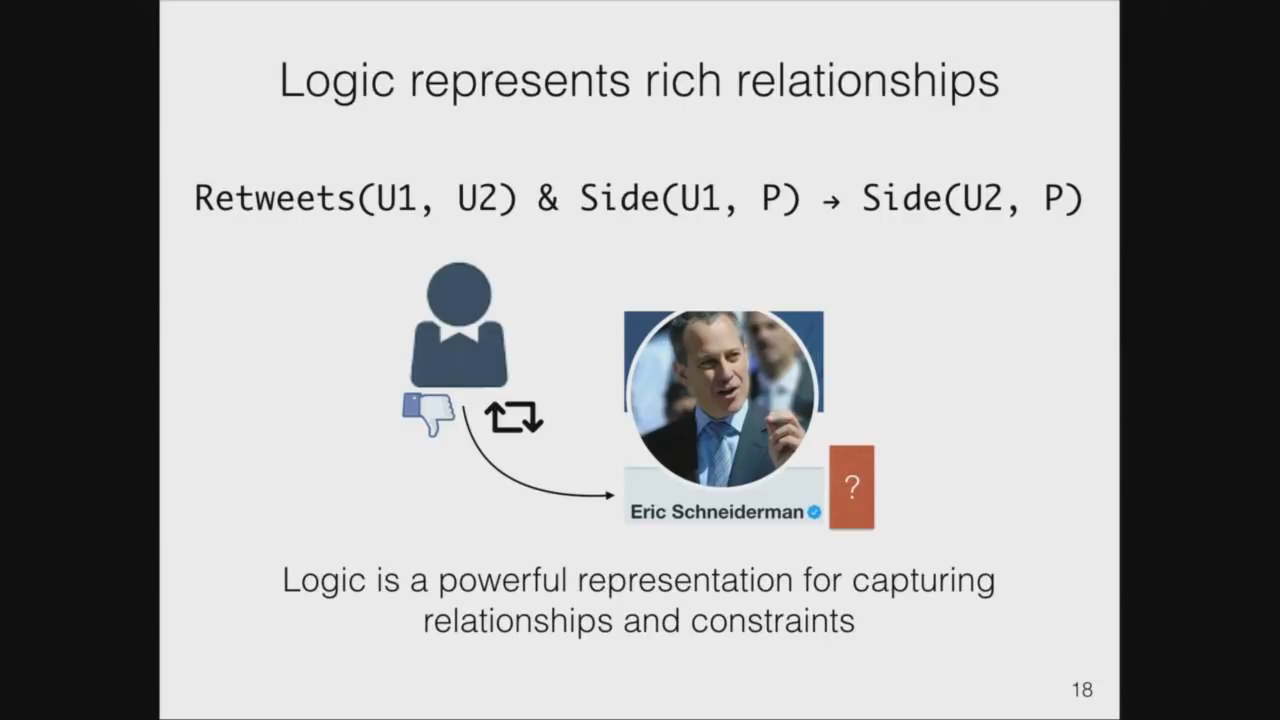 Logic represents rich relationships
Retweets(U1, U2) & Side(U1, P) → Side(U2, P)
Eric Schneiderman
?
Logic is a powerful representation for capturing
relationships and constraints
18